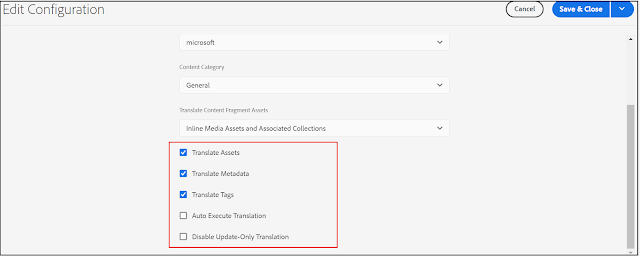 Edit Configuration
Cancel
Save & Close
microsoft
Content Category
General
Translate Content Fragment Assets
Inline Media Assets and Associated Collections
Translate Assets
Translate Metadata
Translate Tags
Auto Execute Translation
Disable Update-Only Translation